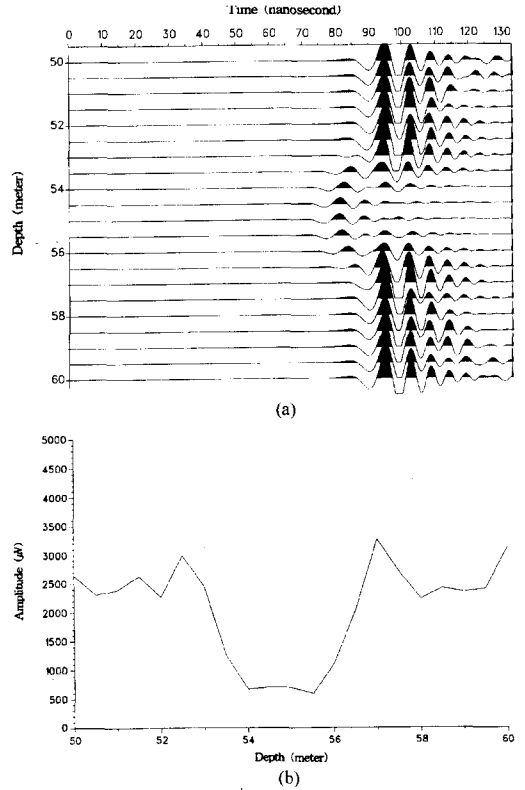 Time (nanosecond)
0 10 20 30 40 50 60 70 80 90 100 110 120 130
50
52
54
56
58
60
Depth (meter)
(a)
5000
4500
4000
3500
3000
2500
2000
1500
1000
500
0
Amplitude (μV)
50 52 54 56 58 60
Depth (meter)
(b)